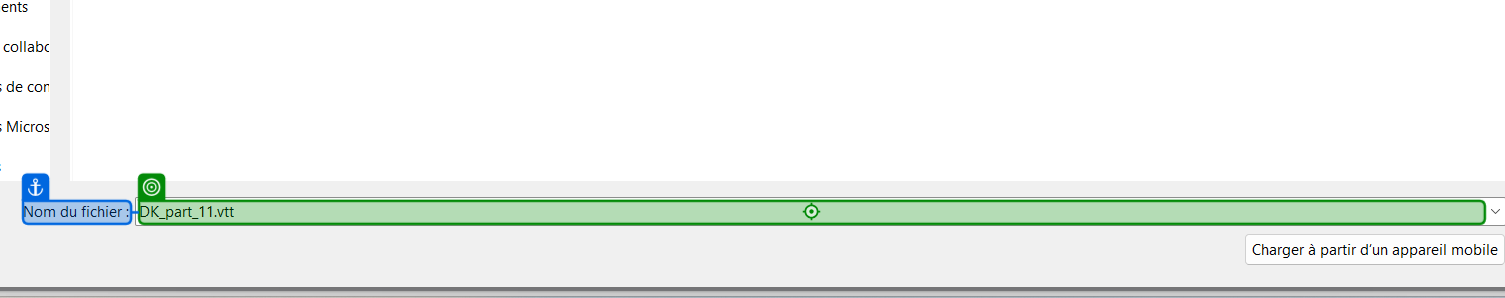 ents
collabo
s de con
s Micros
Nom du fichier :
DK_part_11.vtt
Charger à partir d'un appareil mobile